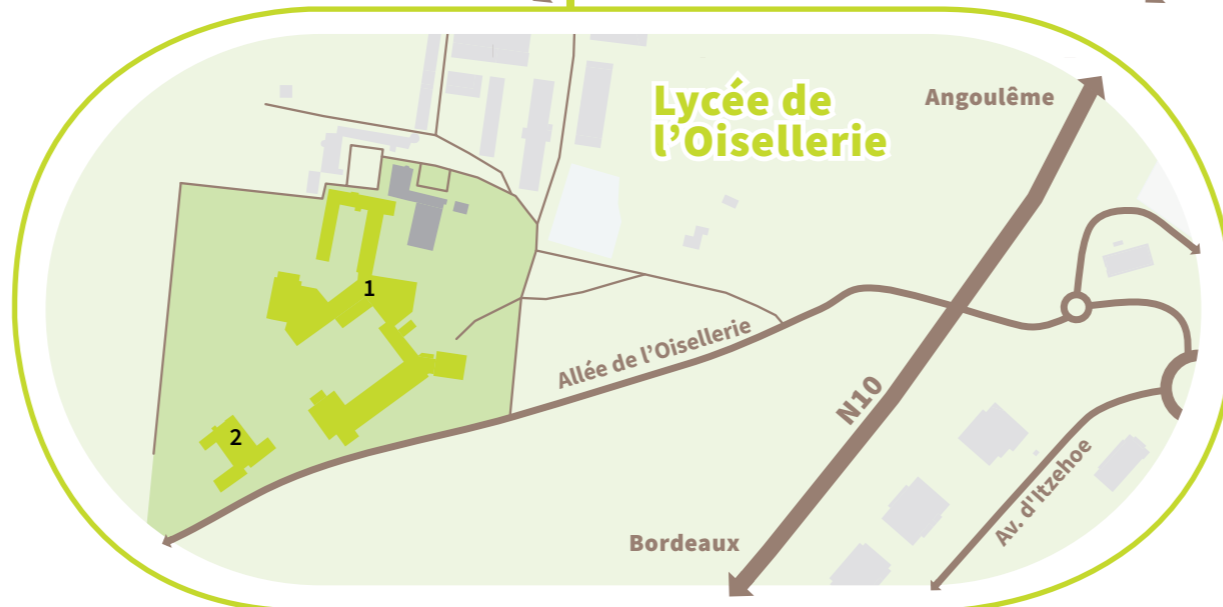 Lycée de
l’Oisellerie
Angoulême
1
Allée de l’Oisellerie
N10
2
Av. d'Itzehoe
Bordeaux